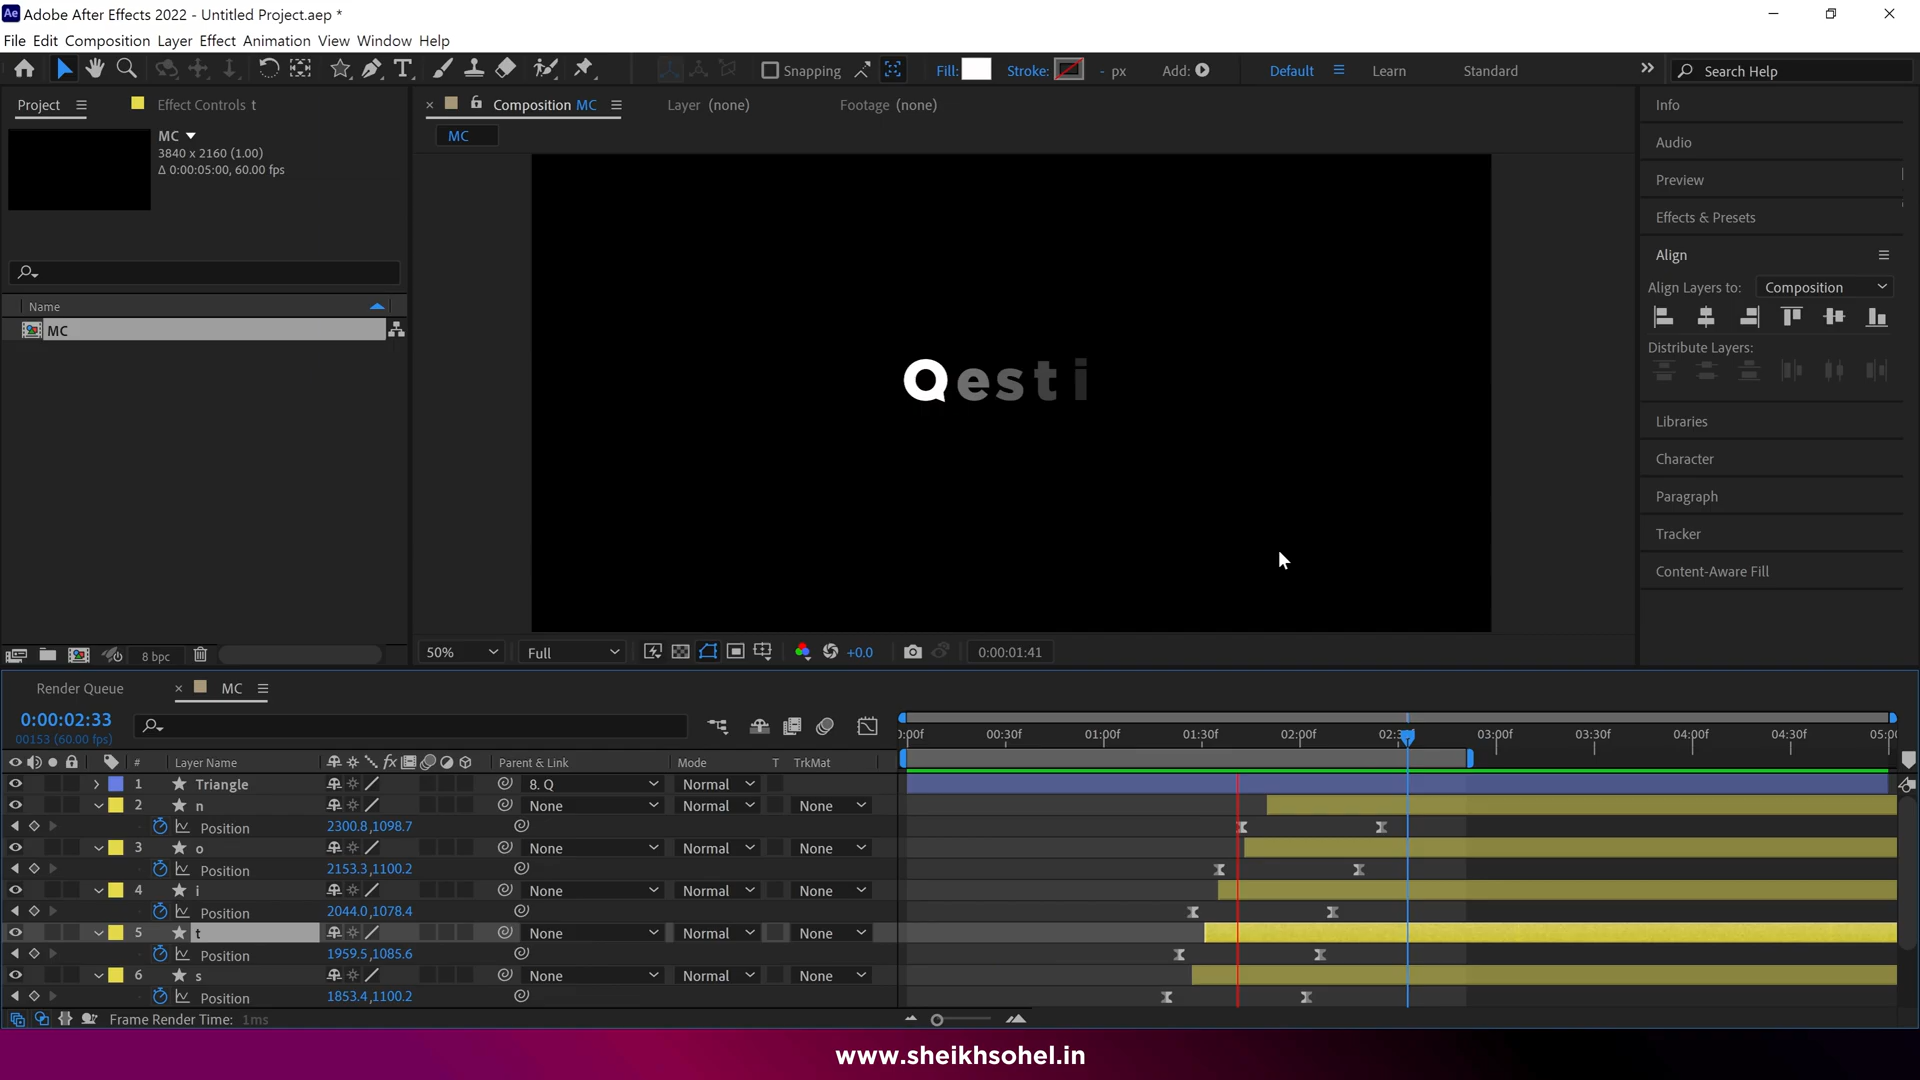 Ae Adobe After Effects 2022 - Untitled Project.aep *
File Edit Composition Layer Effect Animation View Window Help
Snapping
Fill: Stroke: - px Add:
Default Learn Standard
Search Help
Project
Effect Controls t
Composition MC
Layer (none)
Footage (none)
MC
3840 x 2160 (1.00)
Δ 0:00:05:00, 60.00 fps
MC
Name
MC
8 bpc
Qesti
50%
Full
+0.0
0:00:01:41
Info
Audio
Preview
Effects & Presets
Align
Align Layers to: Composition
Distribute Layers:
Libraries
Character
Paragraph
Tracker
Content-Aware Fill
Render Queue
MC
0:00:02:33
00153 (60.00 fps)
:00f 00:30f 01:00f 01:30f 02:00f 02:3 03:00f 03:30f 04:00f 04:30f 05:00
# Layer Name fx Parent & Link Mode T TrkMat
1 Triangle 8. Q Normal
2 n None Normal None
Position 2300.8,1098.7
3 o None Normal None
Position 2153.3,1100.2
4 i None Normal None
Position 2044.0,1078.4
5 t None Normal None
Position 1959.5,1085.6
6 s None Normal None
Position 1853.4,1100.2
Frame Render Time: 1ms
www.sheikhsohel.in